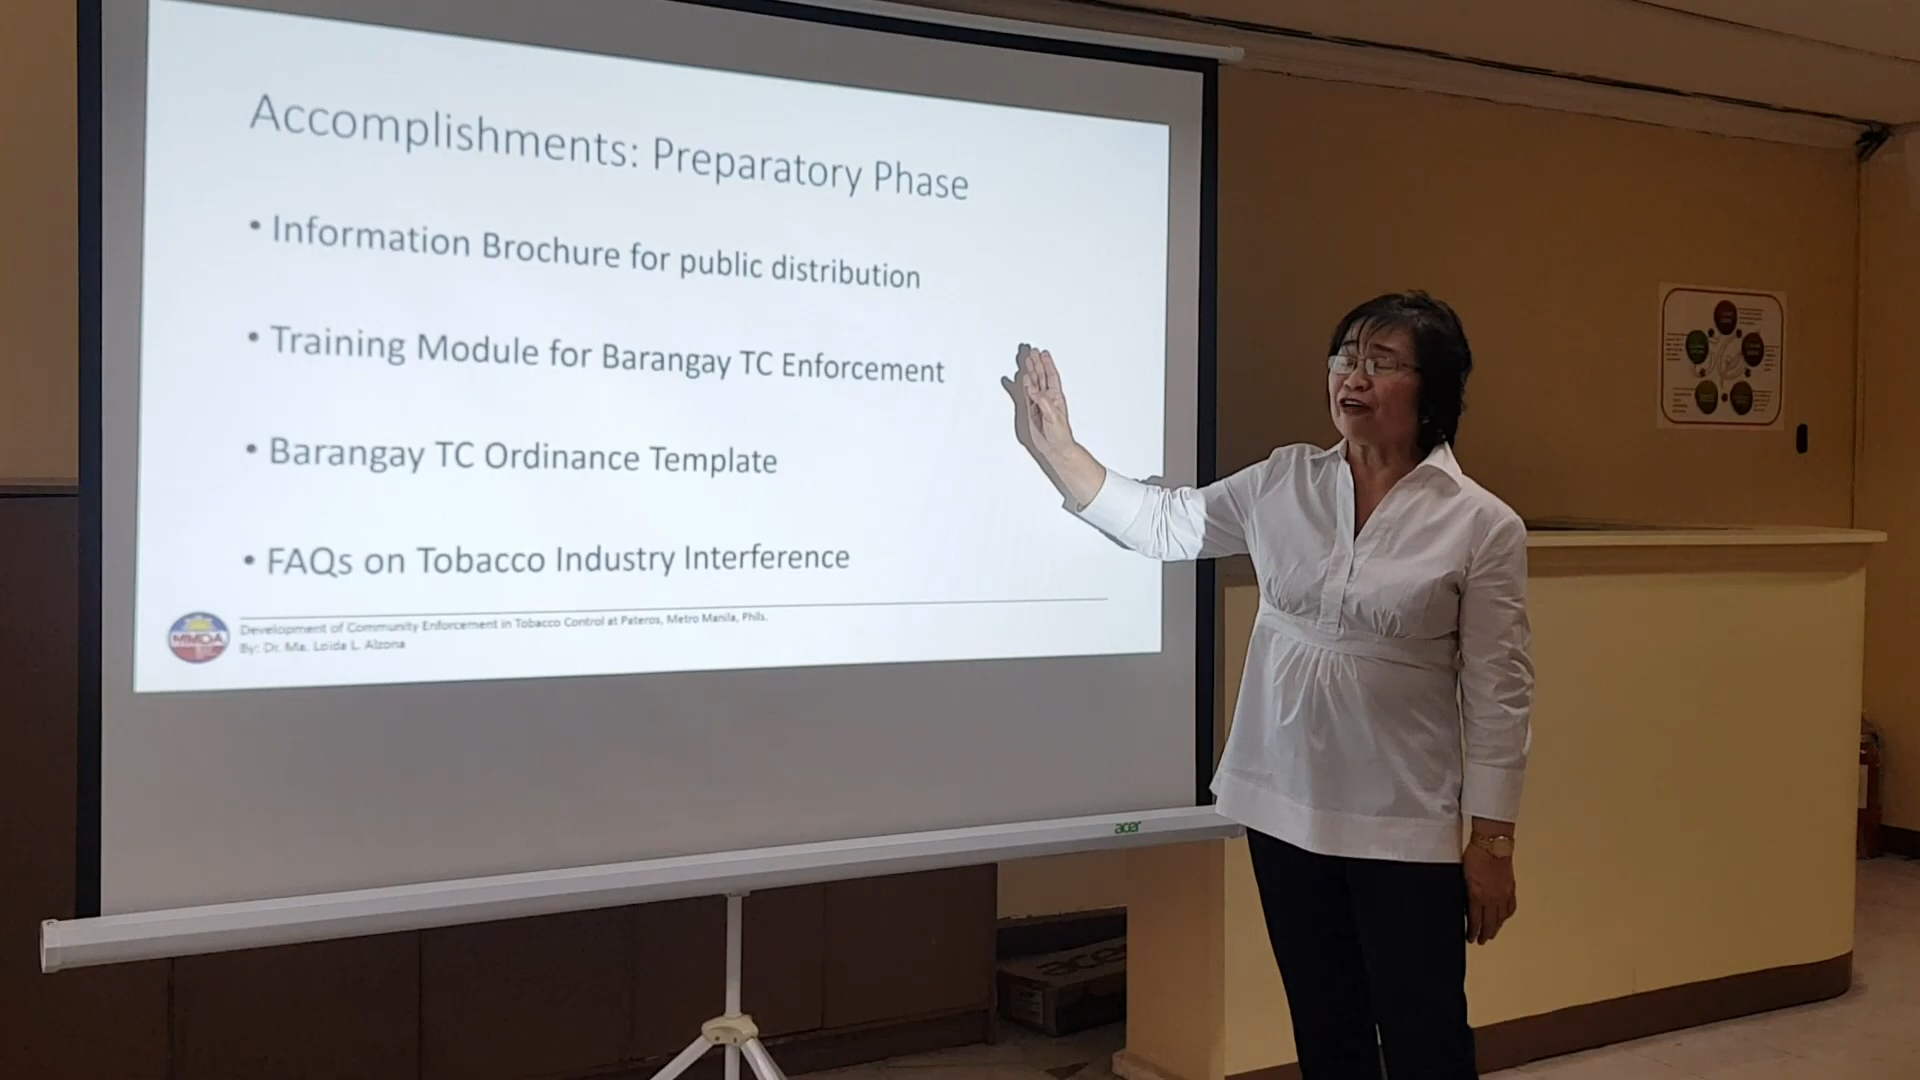 Accomplishments: Preparatory Phase
• Information Brochure for public distribution
• Training Module for Barangay TC Enforcement
• Barangay TC Ordinance Template
• FAQs on Tobacco Industry Interference
MMDA
Development of Community Enforcement in Tobacco Control at Pateros, Metro Manila, Phils.
By: Dr. Ma. Loida L. Alzona
acer
acer